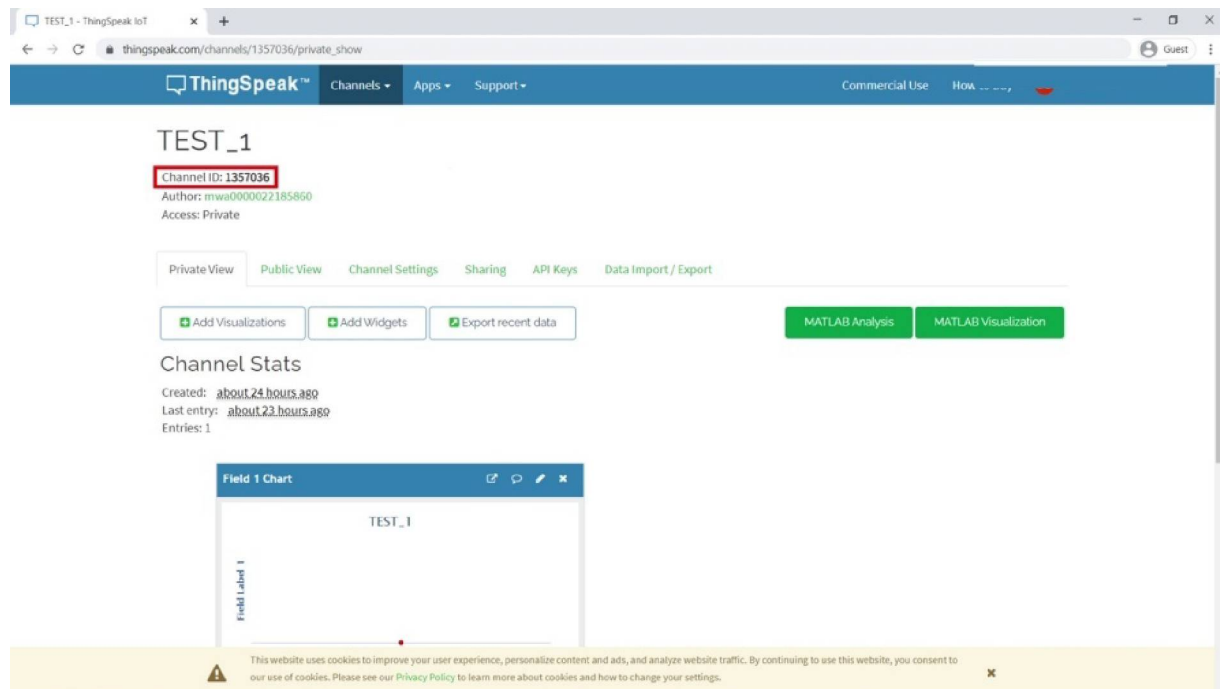 TEST_1 - ThingSpeak IoT
thingspeak.com/channels/1357036/private_show
Guest
ThingSpeak™ Channels Apps Support Commercial Use How
TEST_1
Channel ID: 1357036
Author: mwa0000022185860
Access: Private
Private View Public View Channel Settings Sharing API Keys Data Import / Export
Add Visualizations Add Widgets Export recent data MATLAB Analysis MATLAB Visualization
Channel Stats
Created: about 24 hours ago
Last entry: about 23 hours ago
Entries: 1
Field 1 Chart
TEST_1
Field Label 1
This website uses cookies to improve your user experience, personalize content and ads, and analyze website traffic. By continuing to use this website, you consent to
our use of cookies. Please see our Privacy Policy to learn more about cookies and how to change your settings.